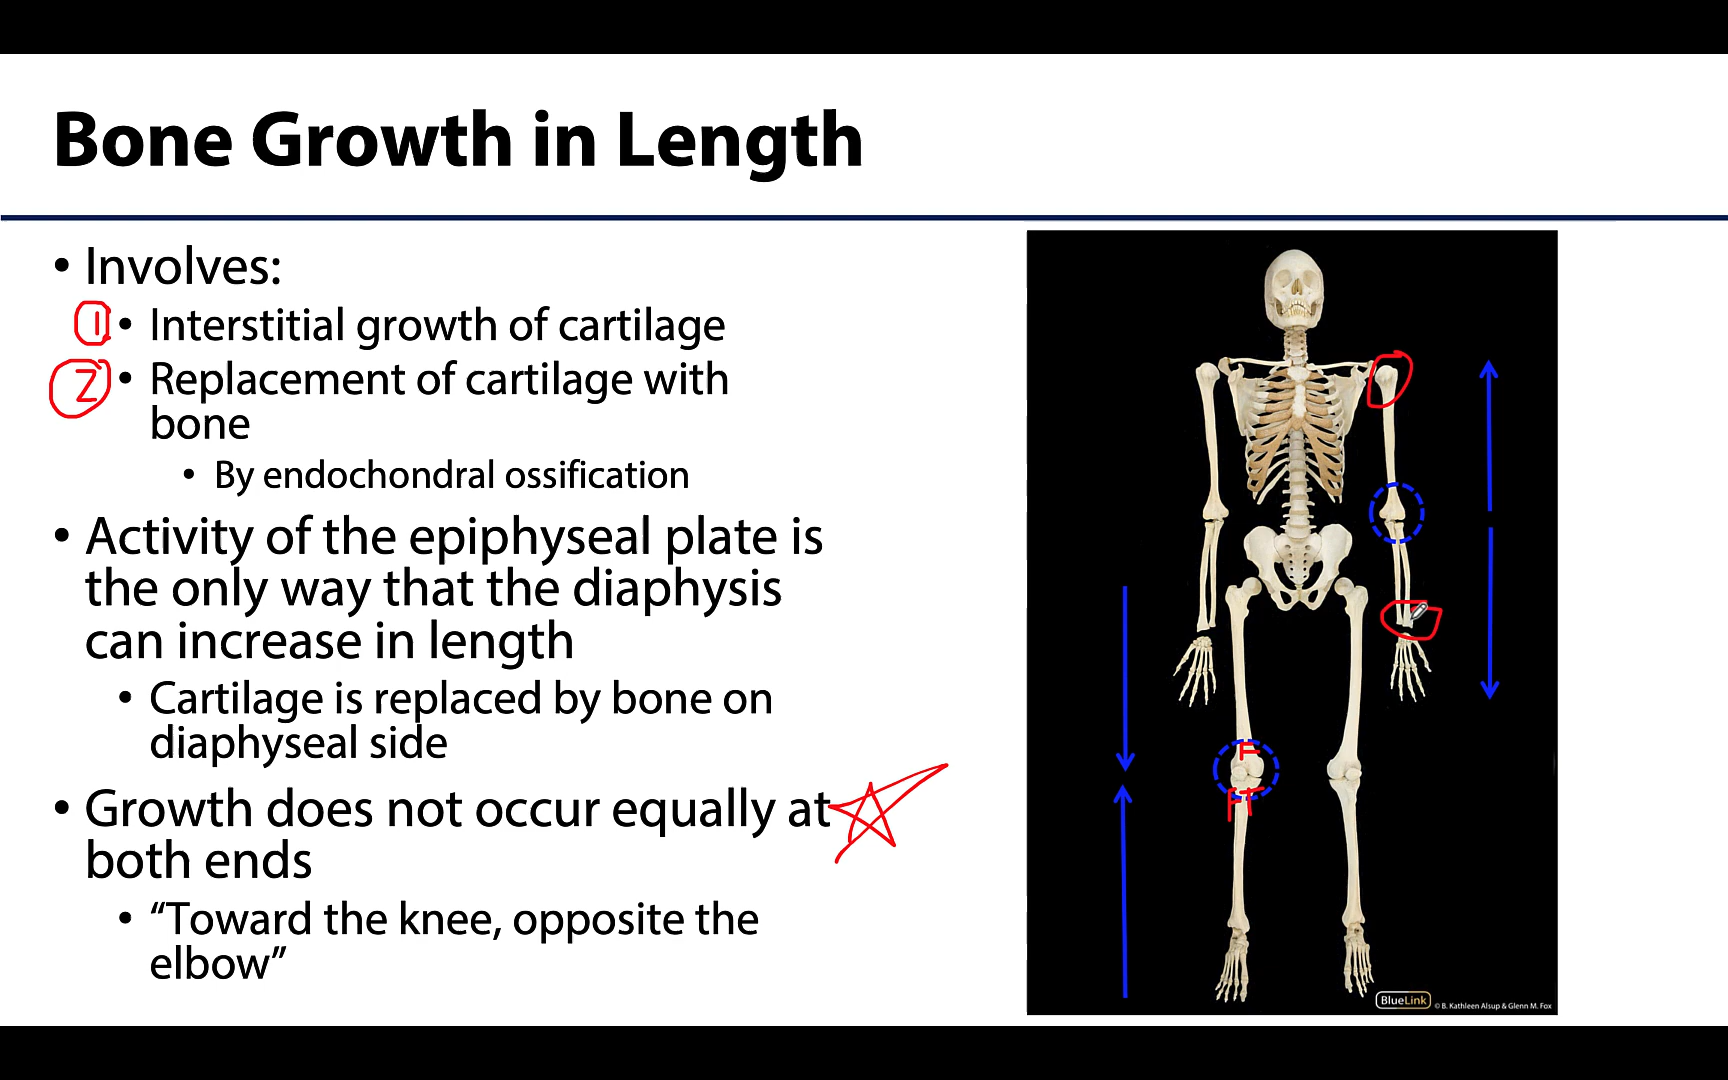 Bone Growth in Length
• Involves:
1 • Interstitial growth of cartilage
2 • Replacement of cartilage with
bone
• By endochondral ossification
• Activity of the epiphyseal plate is
the only way that the diaphysis
can increase in length
• Cartilage is replaced by bone on
diaphyseal side
• Growth does not occur equally at
both ends
• “Toward the knee, opposite the
elbow”
F
FT
BlueLink © B. Kathleen Alsup & Glenn M. Fox